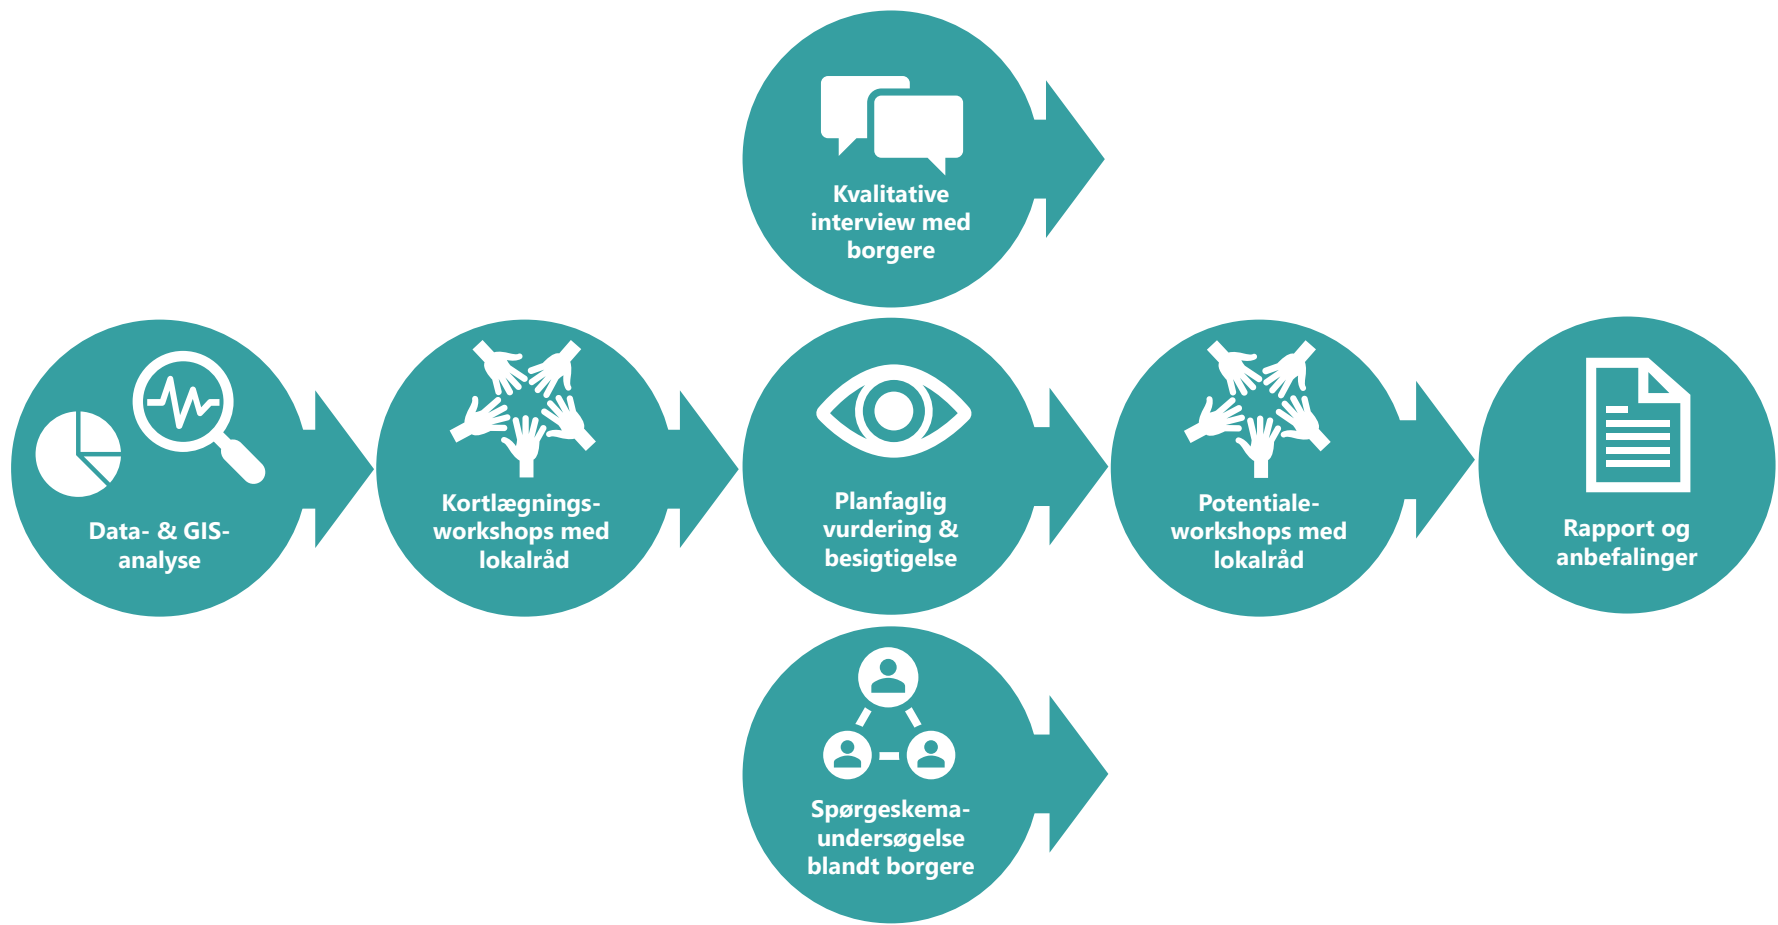 Kvalitative
interview med
borgere
Data- & GIS-
analyse
Kortlægnings-
workshops med
lokalråd
Planfaglig
vurdering &
besigtigelse
Potentiale-
workshops med
lokalråd
Rapport og
anbefalinger
Spørgeskema-
undersøgelse
blandt borgere